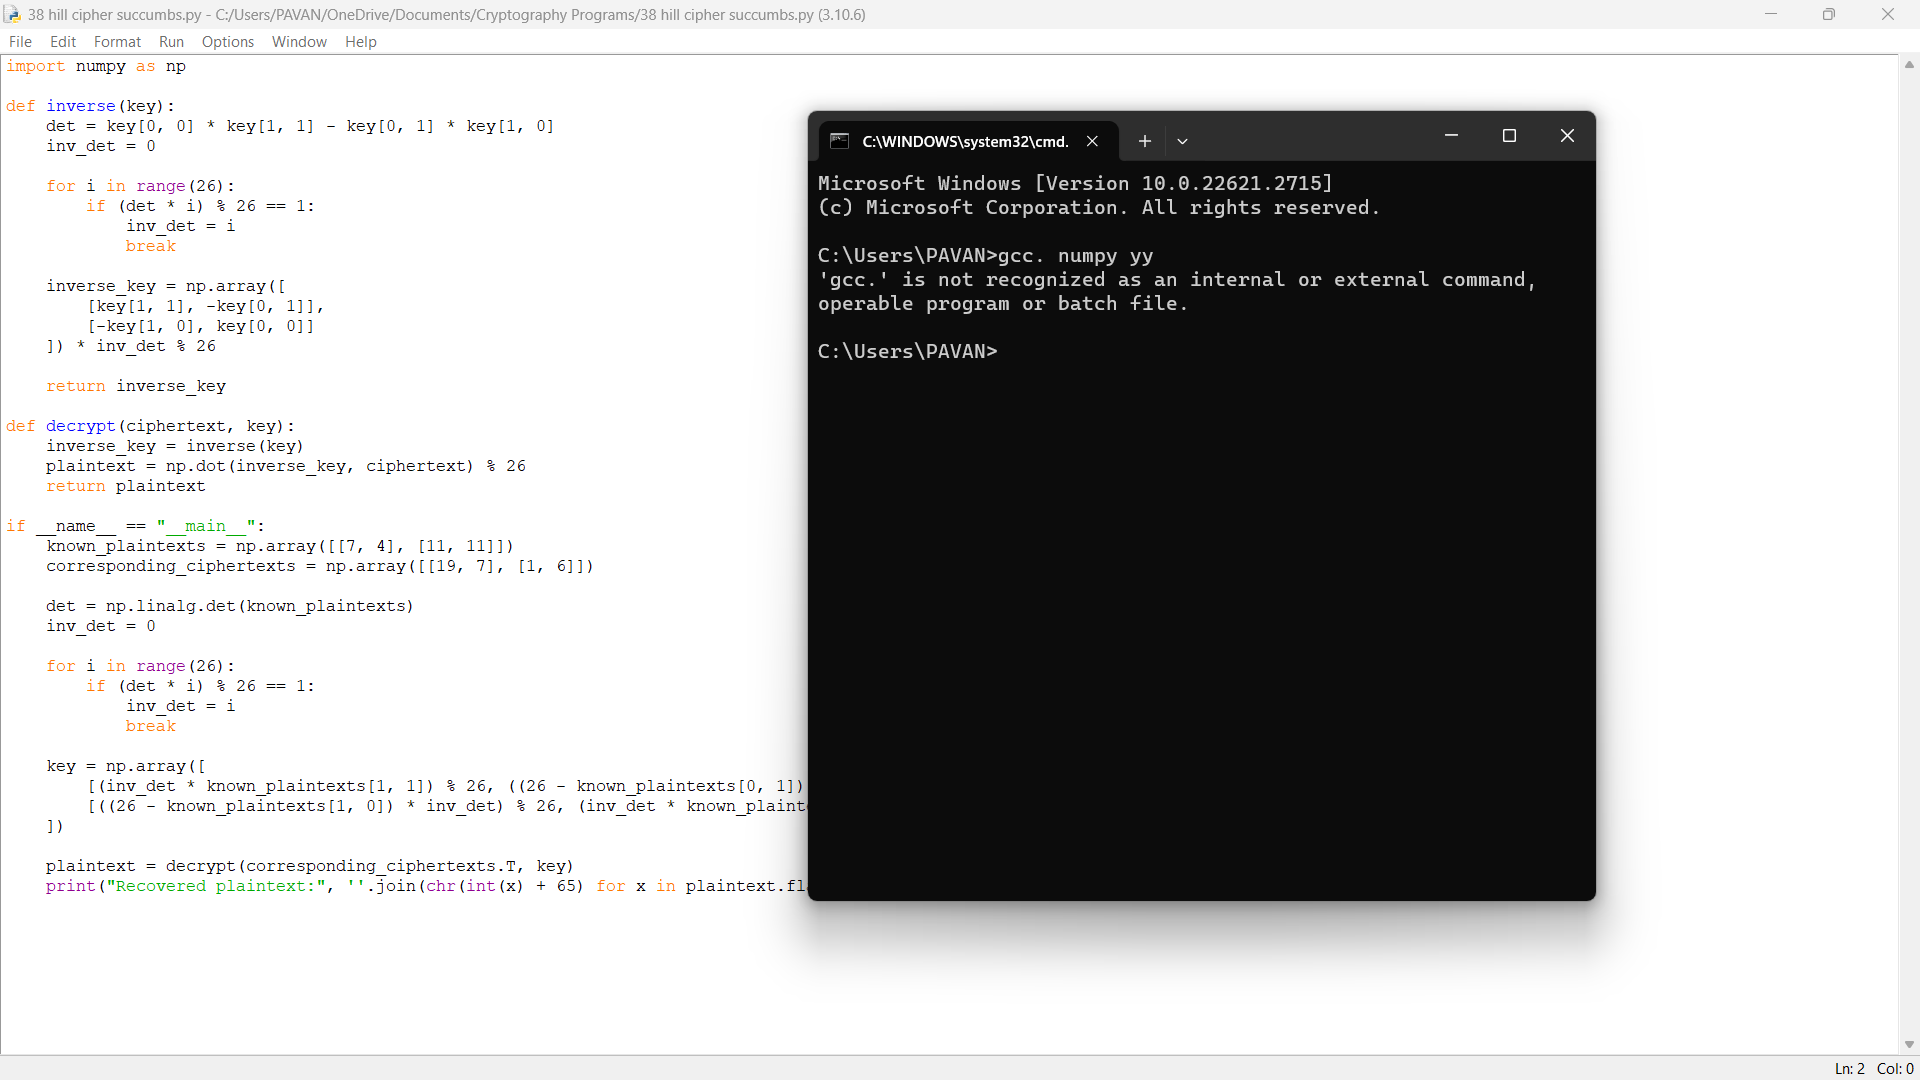 38 hill cipher succumbs.py - C:/Users/PAVAN/OneDrive/Documents/Cryptography Programs/38 hill cipher succumbs.py (3.10.6)
File Edit Format Run Options Window Help
import numpy as np
def inverse(key):
    det = key[0, 0] * key[1, 1] - key[0, 1] * key[1, 0]
    inv_det = 0
    for i in range(26):
        if (det * i) % 26 == 1:
            inv_det = i
            break
    inverse_key = np.array([
        [key[1, 1], -key[0, 1]],
        [-key[1, 0], key[0, 0]]
    ]) * inv_det % 26
    return inverse_key
def decrypt(ciphertext, key):
    inverse_key = inverse(key)
    plaintext = np.dot(inverse_key, ciphertext) % 26
    return plaintext
if __name__ == "__main__":
    known_plaintexts = np.array([[7, 4], [11, 11]])
    corresponding_ciphertexts = np.array([[19, 7], [1, 6]])
    det = np.linalg.det(known_plaintexts)
    inv_det = 0
    for i in range(26):
        if (det * i) % 26 == 1:
            inv_det = i
            break
    key = np.array([
        [(inv_det * known_plaintexts[1, 1]) % 26, ((26 - known_plaintexts[0, 1])
        [((26 - known_plaintexts[1, 0]) * inv_det) % 26, (inv_det * known_plaint
    ])
    plaintext = decrypt(corresponding_ciphertexts.T, key)
    print("Recovered plaintext:", ''.join(chr(int(x) + 65) for x in plaintext.fl
C:\WINDOWS\system32\cmd.
Microsoft Windows [Version 10.0.22621.2715]
(c) Microsoft Corporation. All rights reserved.
C:\Users\PAVAN>gcc. numpy yy
'gcc.' is not recognized as an internal or external command,
operable program or batch file.
C:\Users\PAVAN>
Ln: 2 Col: 0